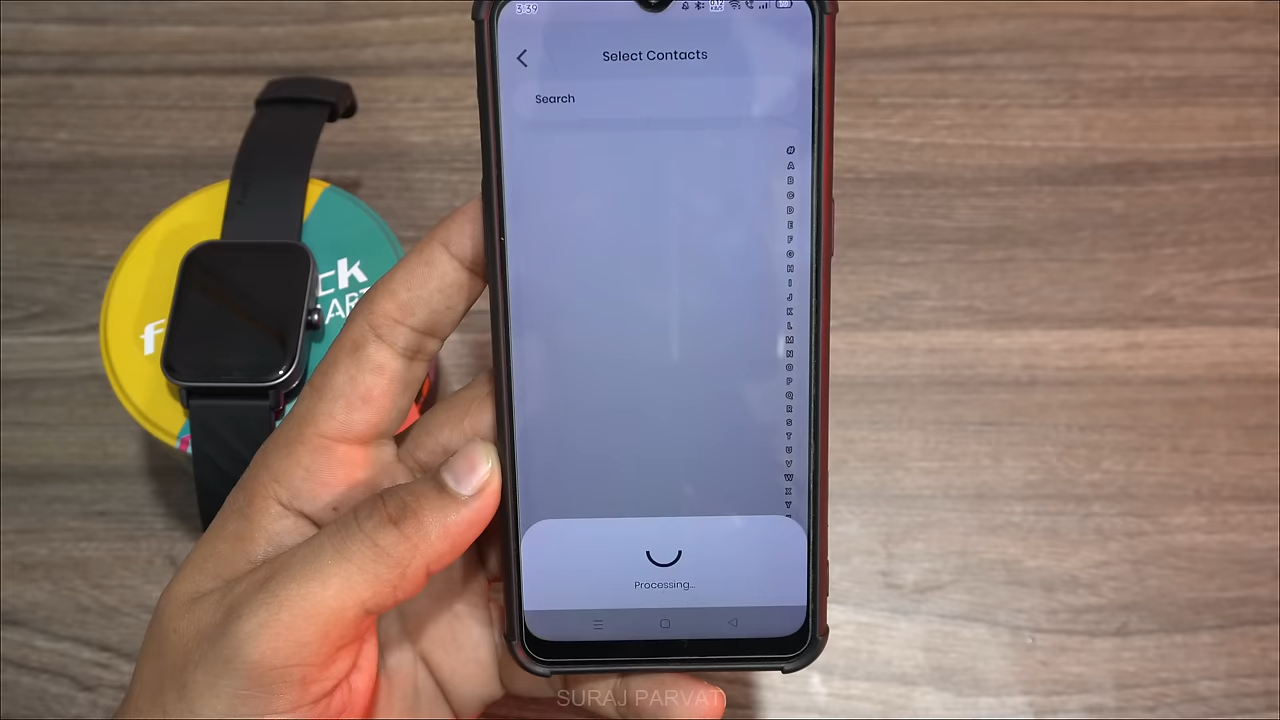 3:39
Select Contacts
Search
#
A
B
C
D
E
F
G
H
I
J
K
L
M
N
O
P
Q
R
S
T
U
V
W
X
Y
Processing...
SURAJ PARVAT